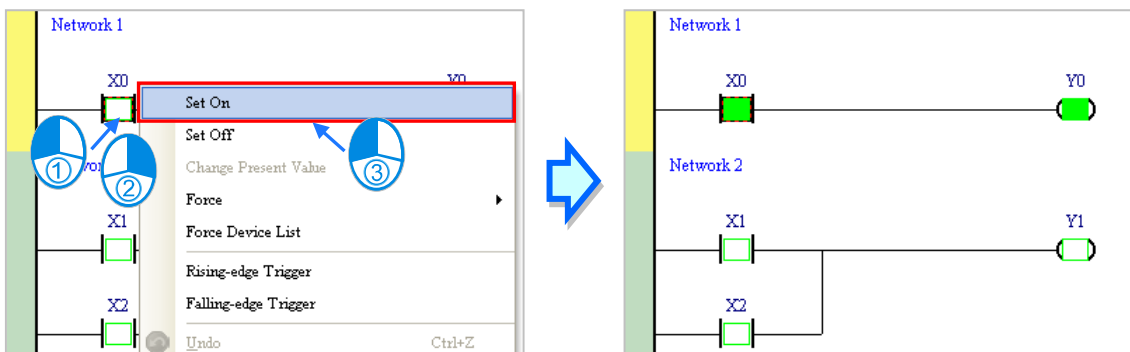 Network 1
X0
Y0
Set On
Set Off
Change Present Value
Force
Force Device List
Rising-edge Trigger
Falling-edge Trigger
Undo Ctrl+Z
①
②
③
X1
X2
Network 1
X0
Y0
Network 2
X1
Y1
X2